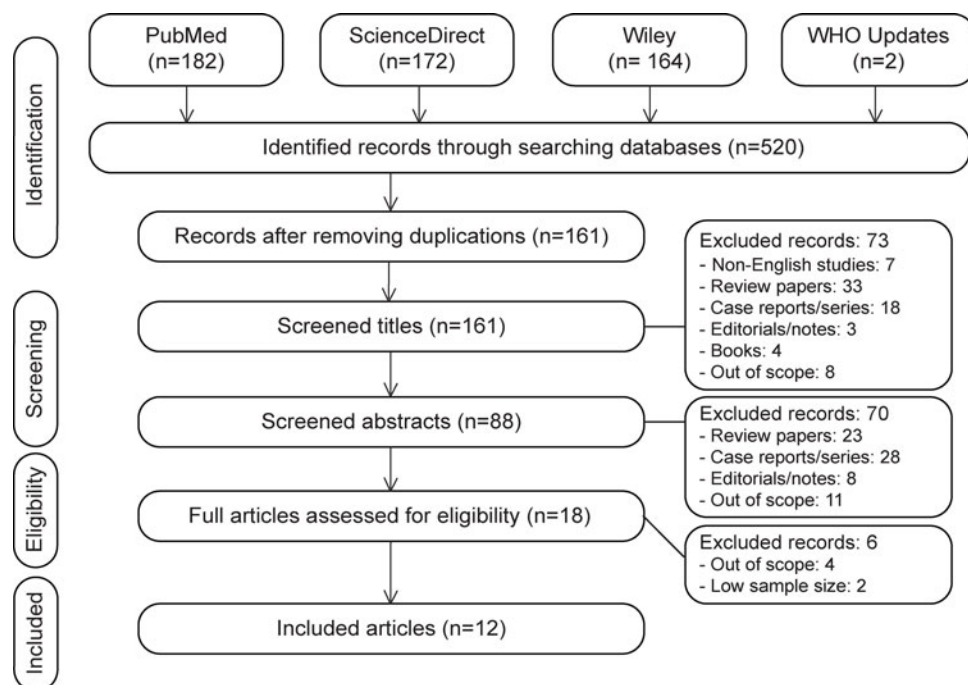 PubMed
(n=182)
ScienceDirect
(n=172)
Wiley
(n= 164)
WHO Updates
(n=2)
Identification
Identified records through searching databases (n=520)
Records after removing duplications (n=161)
Excluded records: 73
- Non-English studies: 7
- Review papers: 33
- Case reports/series: 18
- Editorials/notes: 3
- Books: 4
- Out of scope: 8
Screening
Screened titles (n=161)
Screened abstracts (n=88)
Excluded records: 70
- Review papers: 23
- Case reports/series: 28
- Editorials/notes: 8
- Out of scope: 11
Eligibility
Full articles assessed for eligibility (n=18)
Excluded records: 6
- Out of scope: 4
- Low sample size: 2
Included
Included articles (n=12)